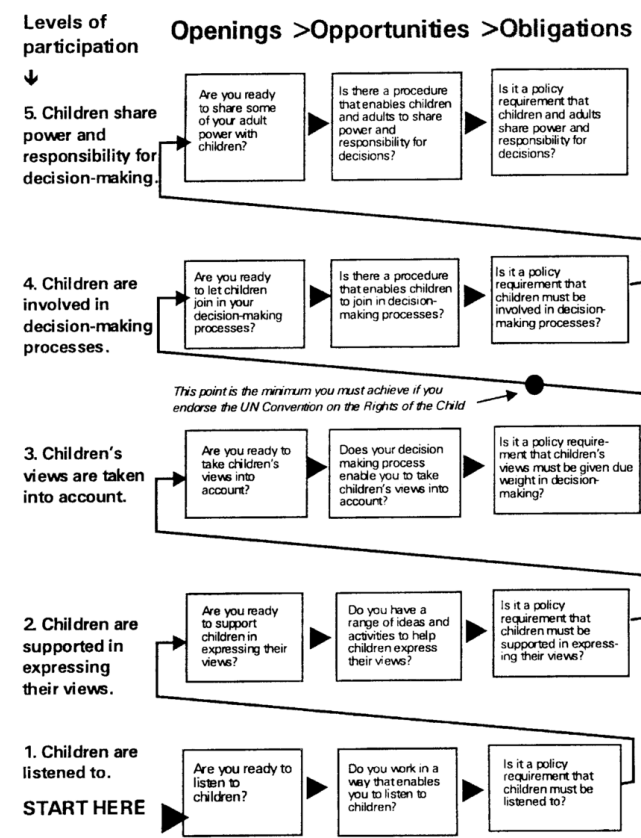 Levels of
participation
Openings >Opportunities >Obligations
5. Children share
power and
responsibility for
decision-making.
Are you ready
to share some
of your adult
power with
children?
Is there a procedure
that enables children
and adults to share
power and
responsibility for
decisions?
Is it a policy
requirement that
children and adults
share power and
responsibility for
decisions?
4. Children are
involved in
decision-making
processes.
Are you ready
to let children
join in your
decision-making
processes?
Is there a procedure
that enables children
to join in decision-
making processes?
Is it a policy
requirement that
children must be
involved in decision-
making processes?
This point is the minimum you must achieve if you
endorse the UN Convention on the Rights of the Child
3. Children's
views are taken
into account.
Are you ready to
take children's
views into
account?
Does your decision
making process
enable you to take
children's views into
account?
Is it a policy require-
ment that children's
views must be given due
weight in decision-
making?
2. Children are
supported in
expressing
their views.
Are you ready
to support
children in
expressing their
views?
Do you have a
range of ideas and
activities to help
children express
their views?
Is it a policy
requirement that
children must be
supported in express-
ing their views?
1. Children are
listened to.
START HERE
Are you ready to
listen to
children?
Do you work in a
way that enables
you to listen to
children?
Is it a policy
requirement that
children must be
listened to?